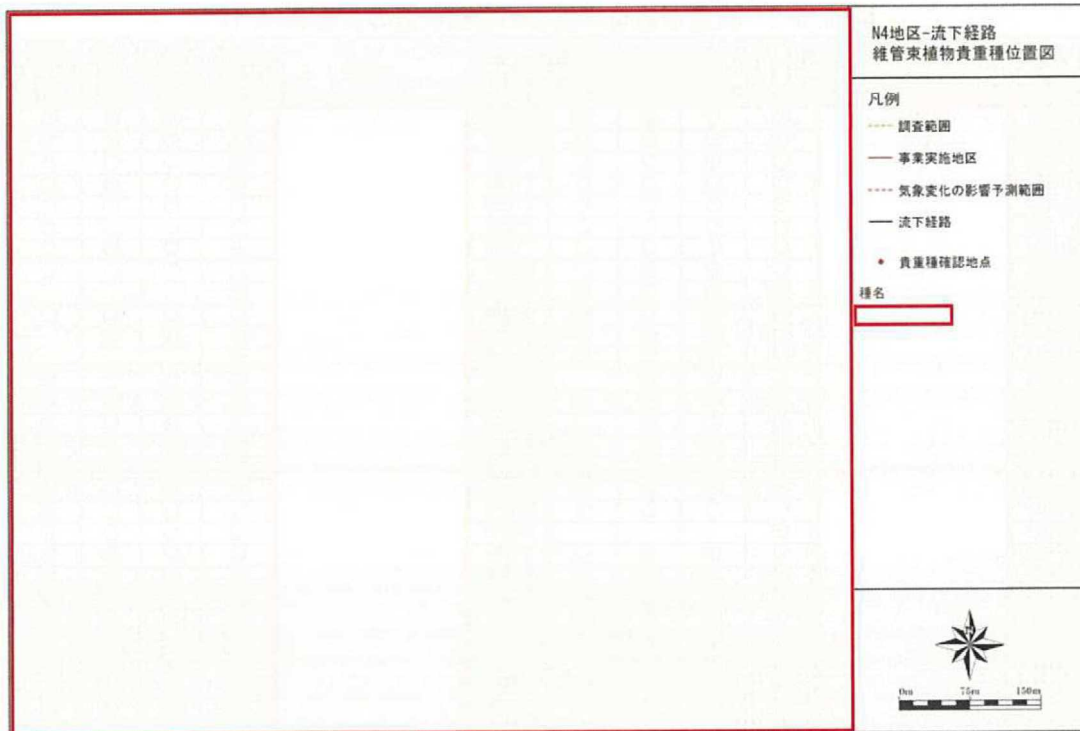 N4地区-流下経路
維管束植物貴重種位置図
凡例
調査範囲
事業実施地区
気象変化の影響予測範囲
流下経路
貴重種確認地点
種名
N
0m 75m 150m